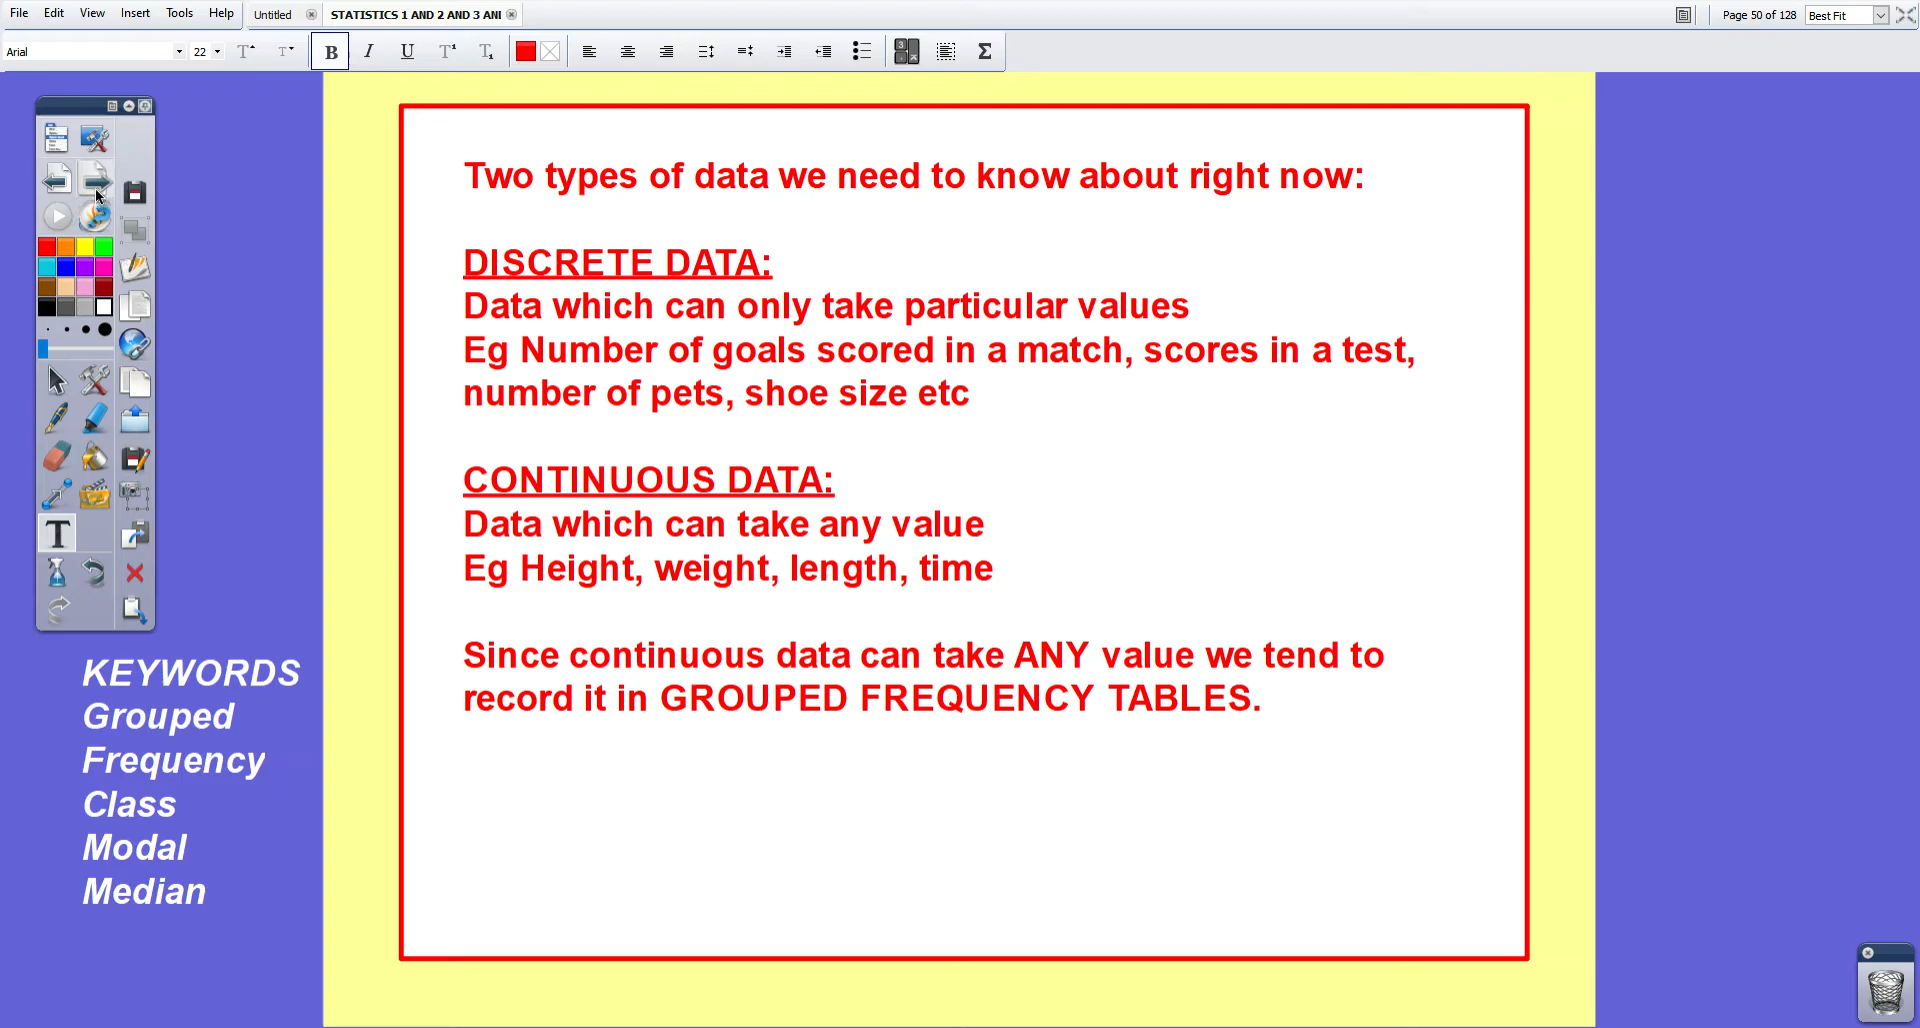 File Edit View Insert Tools Help
Untitled
STATISTICS 1 AND 2 AND 3 ANI
Page 50 of 128
Best Fit
Arial
22
Two types of data we need to know about right now:
DISCRETE DATA:
Data which can only take particular values
Eg Number of goals scored in a match, scores in a test,
number of pets, shoe size etc
CONTINUOUS DATA:
Data which can take any value
Eg Height, weight, length, time
Since continuous data can take ANY value we tend to
record it in GROUPED FREQUENCY TABLES.
KEYWORDS
Grouped
Frequency
Class
Modal
Median